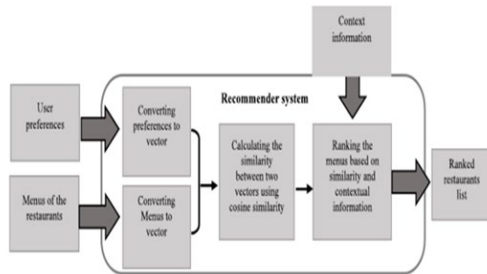 Context
information
Recommender system
User
preferences
Converting
preferences to
vector
Menus of the
restaurants
Converting
Menus to
vector
Calculating the
similarity
between two
vectors using
cosine similarity
Ranking the
menus based on
similarity and
contextual
information
Ranked
restaurants
list